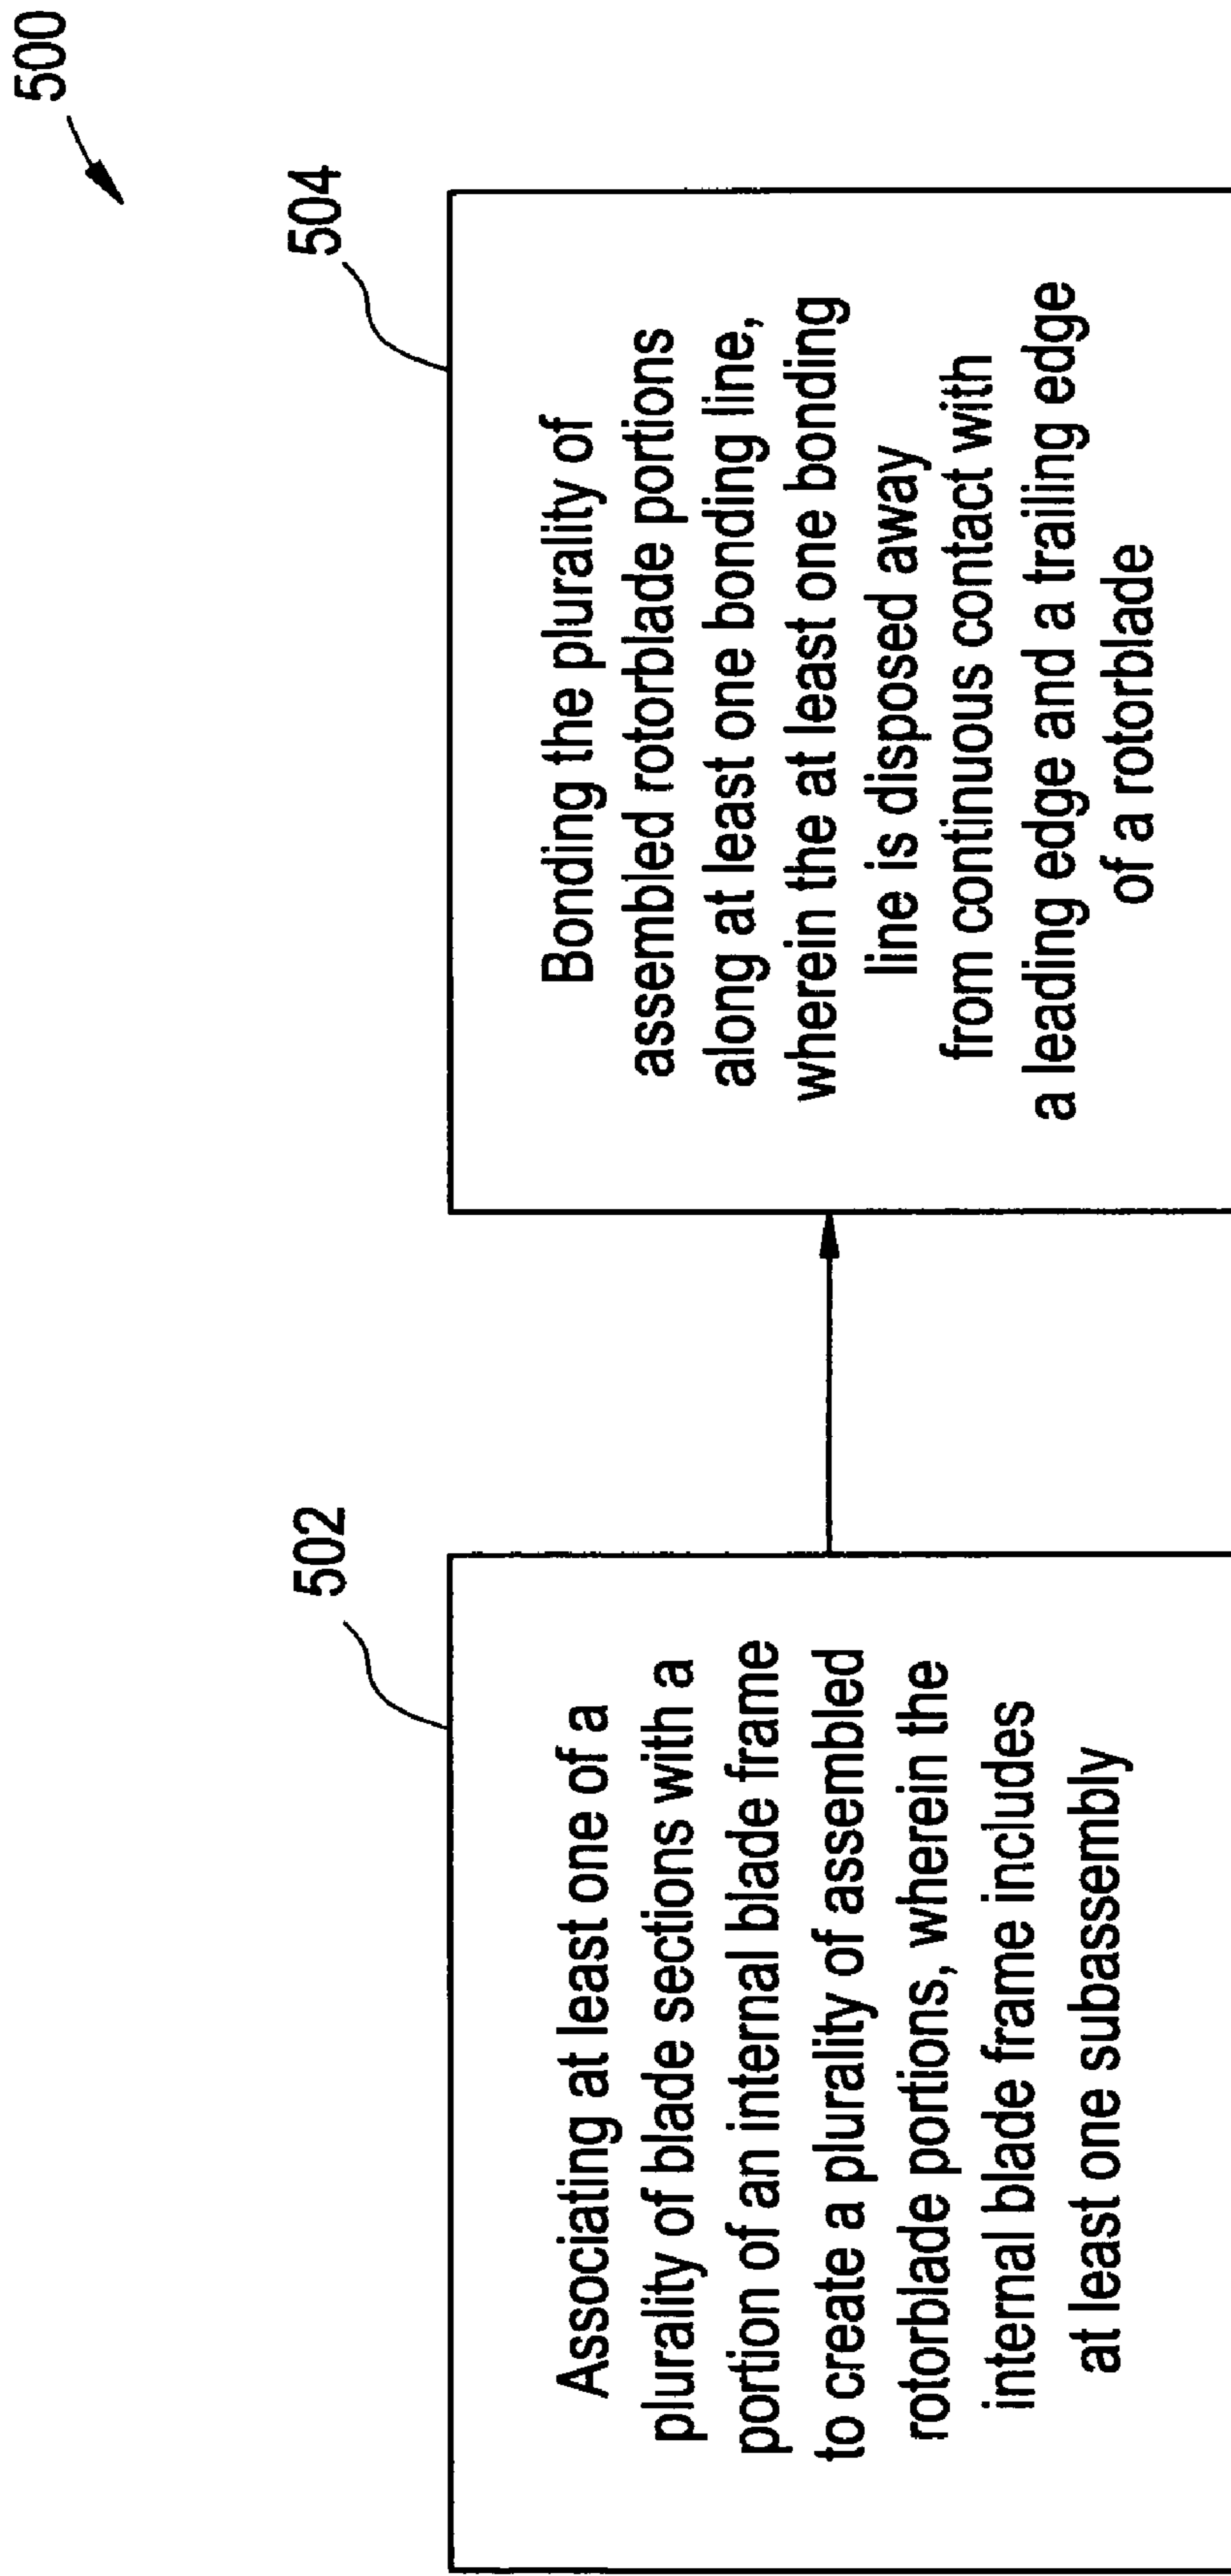 500
502
Associating at least one of a
plurality of blade sections with a
portion of an internal blade frame
to create a plurality of assembled
rotorblade portions, wherein the
internal blade frame includes
at least one subassembly
504
Bonding the plurality of
assembled rotorblade portions
along at least one bonding line,
wherein the at least one bonding
line is disposed away
from continuous contact with
a leading edge and a trailing edge
of a rotorblade